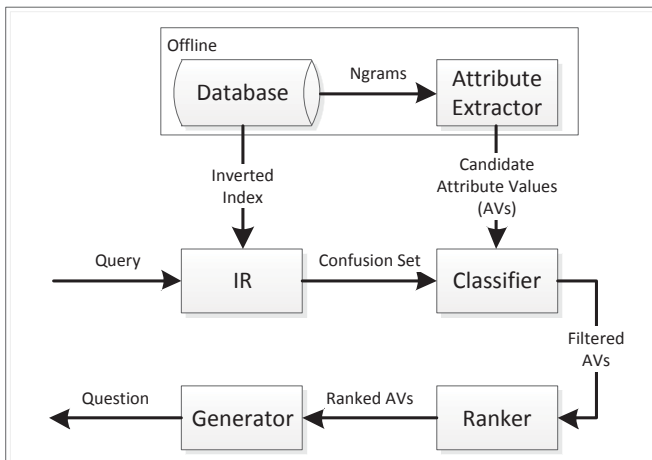 Offline
Database
Ngrams
Attribute
Extractor
Inverted
Index
Candidate
Attribute Values
(AVs)
Query
IR
Confusion Set
Classifier
Filtered
AVs
Question
Generator
Ranked AVs
Ranker